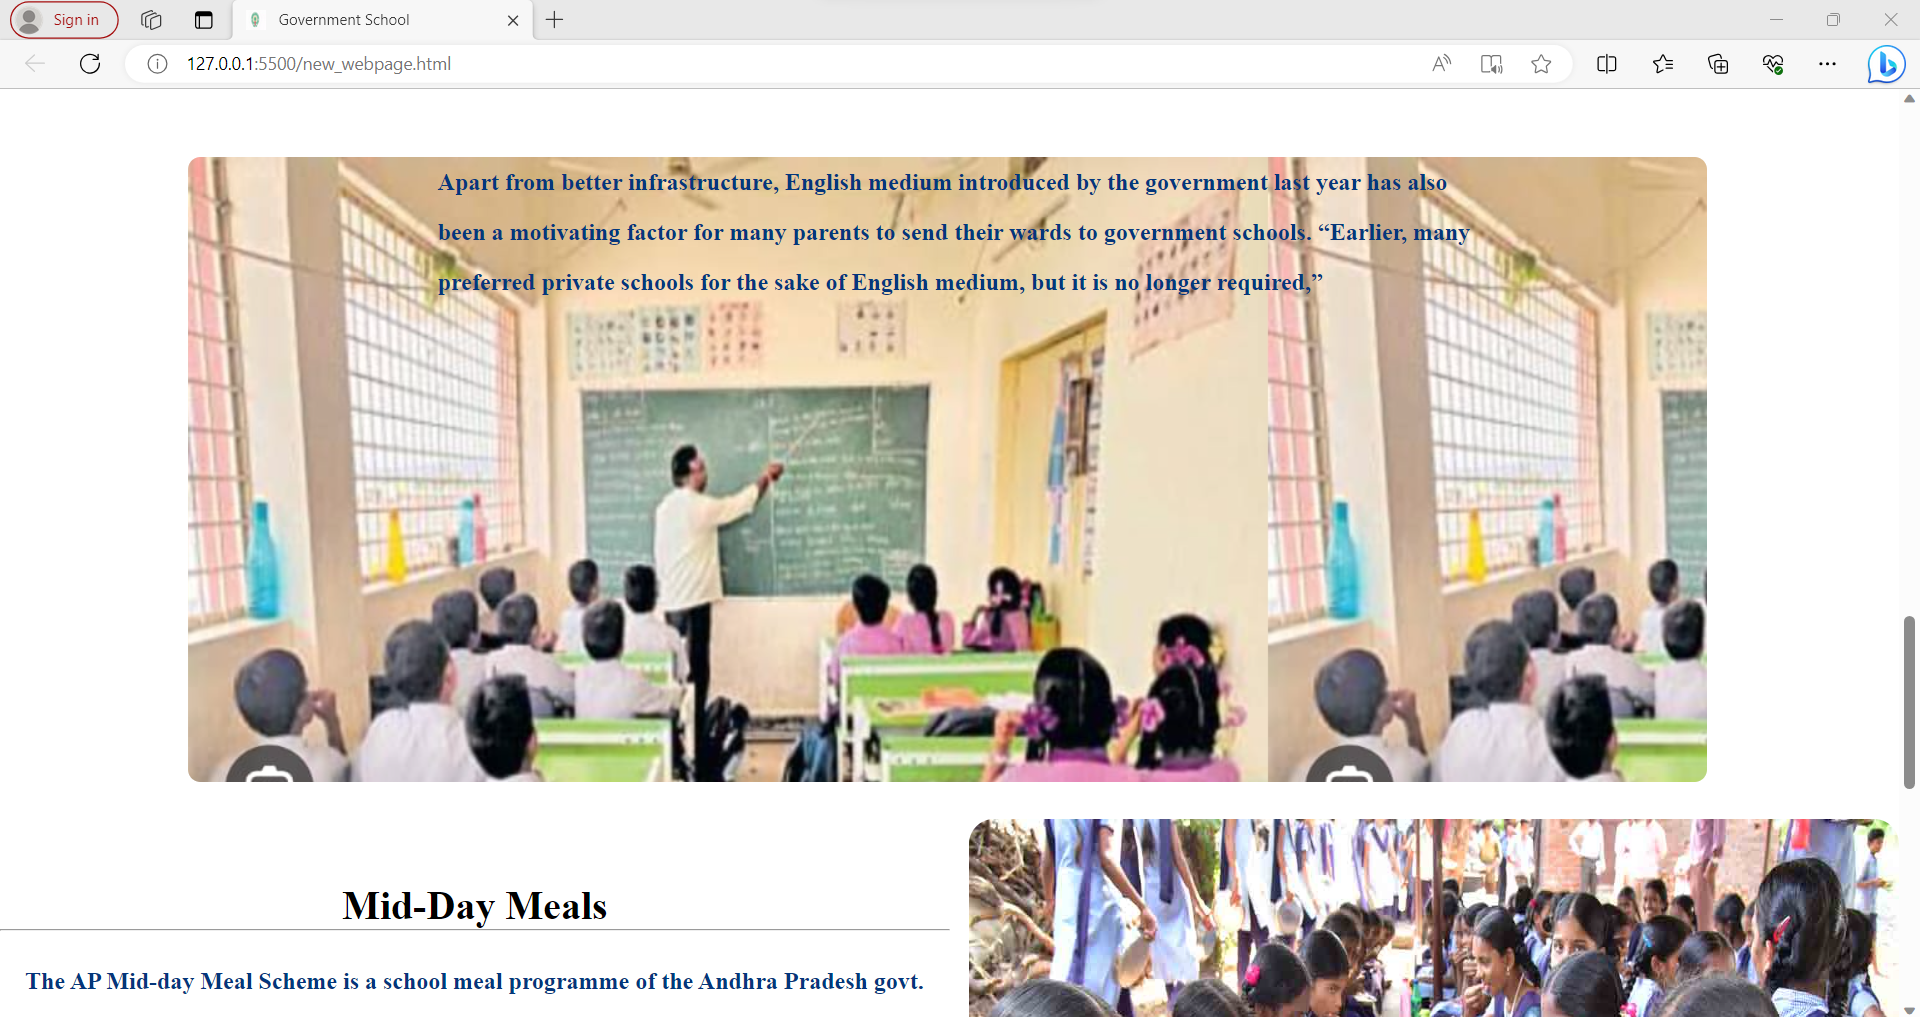 Sign in
Government School
127.0.0.1:5500/new_webpage.html
Apart from better infrastructure, English medium introduced by the government last year has also
been a motivating factor for many parents to send their wards to government schools. “Earlier, many
preferred private schools for the sake of English medium, but it is no longer required,”
Mid-Day Meals
The AP Mid-day Meal Scheme is a school meal programme of the Andhra Pradesh govt.